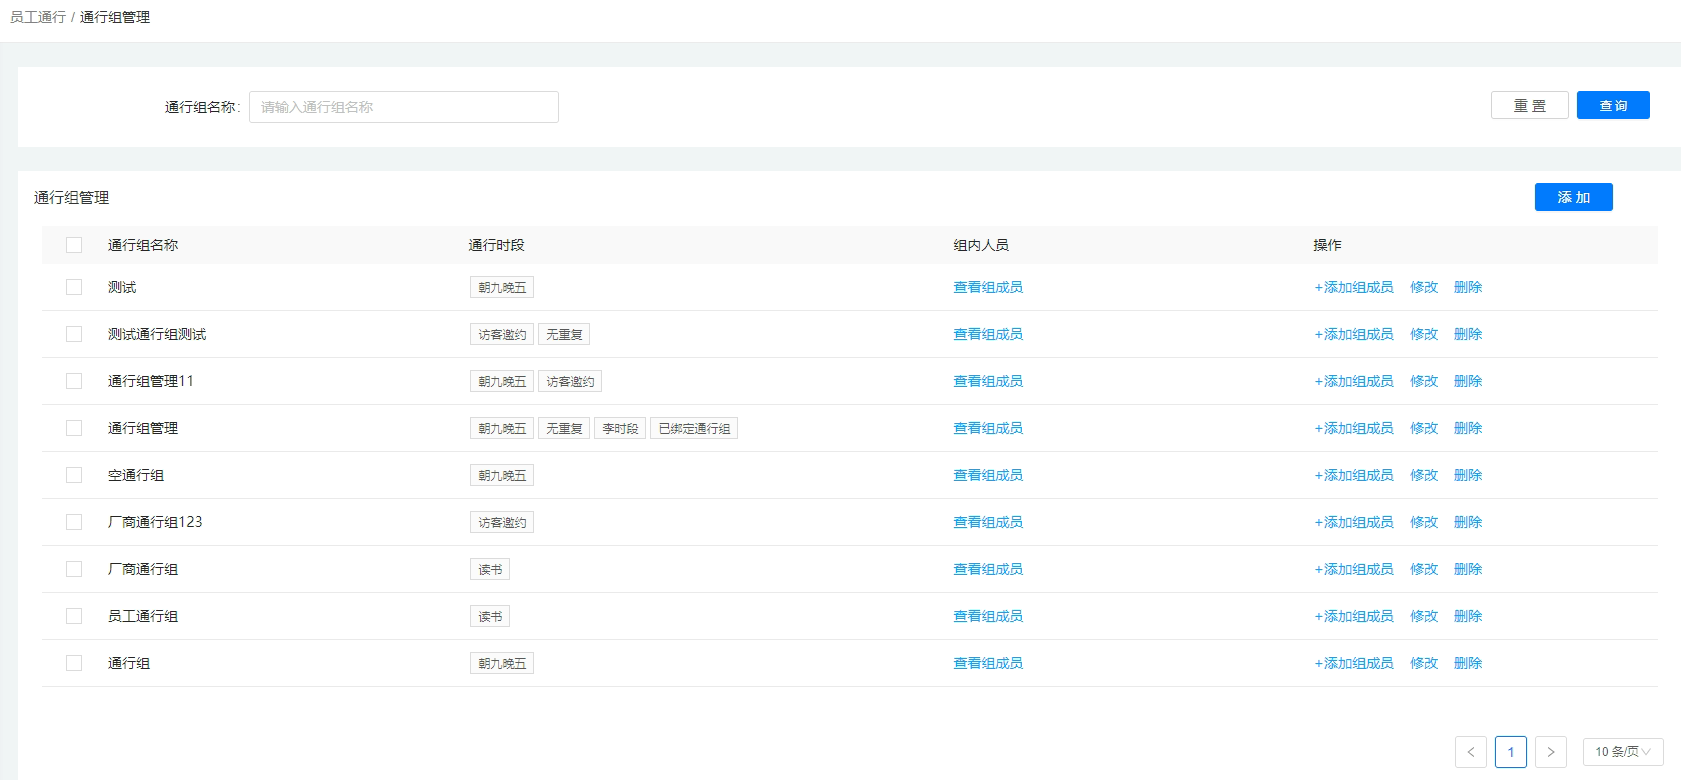 员工通行 / 通行组管理
通行组名称: 请输入通行组名称 重 置 查 询
通行组管理 添 加
通行组名称 通行时段 组内人员 操作
测试 朝九晚五 查看组成员 +添加组成员 修改 删除
测试通行组测试 访客邀约 无重复 查看组成员 +添加组成员 修改 删除
通行组管理11 朝九晚五 访客邀约 查看组成员 +添加组成员 修改 删除
通行组管理 朝九晚五 无重复 李时段 已绑定通行组 查看组成员 +添加组成员 修改 删除
空通行组 朝九晚五 查看组成员 +添加组成员 修改 删除
厂商通行组123 访客邀约 查看组成员 +添加组成员 修改 删除
厂商通行组 读书 查看组成员 +添加组成员 修改 删除
员工通行组 读书 查看组成员 +添加组成员 修改 删除
通行组 朝九晚五 查看组成员 +添加组成员 修改 删除
< 1 > 10 条/页